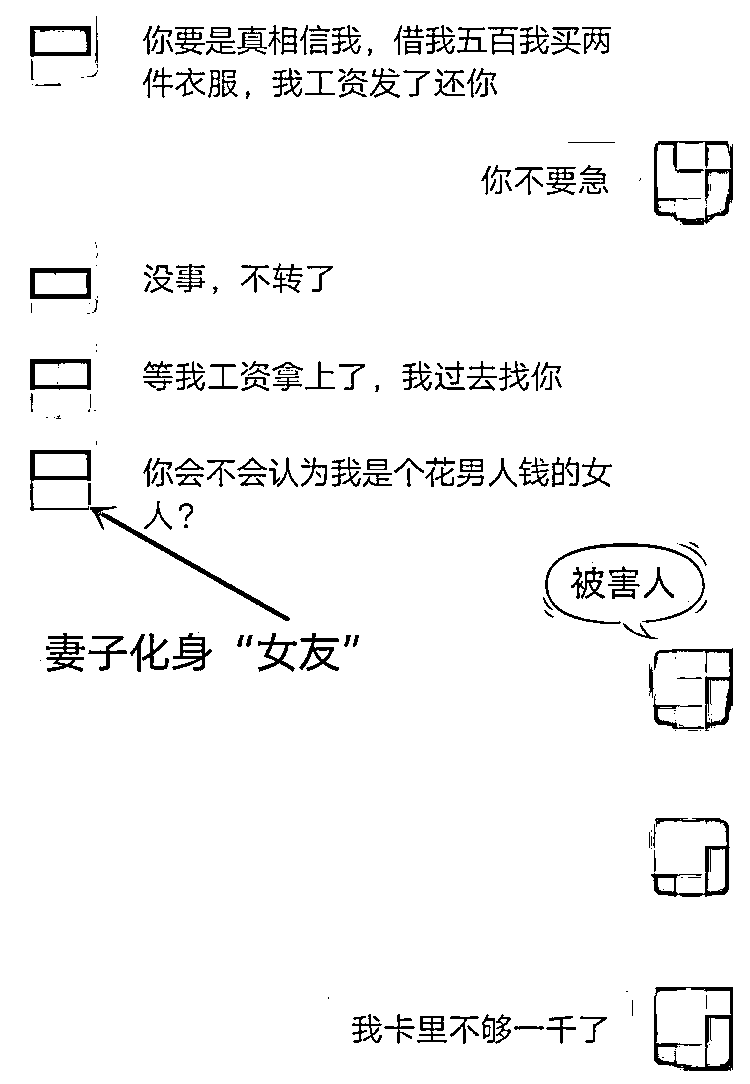 你要是真相信我，借我五百我买两
件衣服，我工资发了还你
你不要急
没事，不转了
等我工资拿上了，我过去找你
你会不会认为我是个花男人钱的女
人？
被害人
妻子化身“女友”
我卡里不够一千了